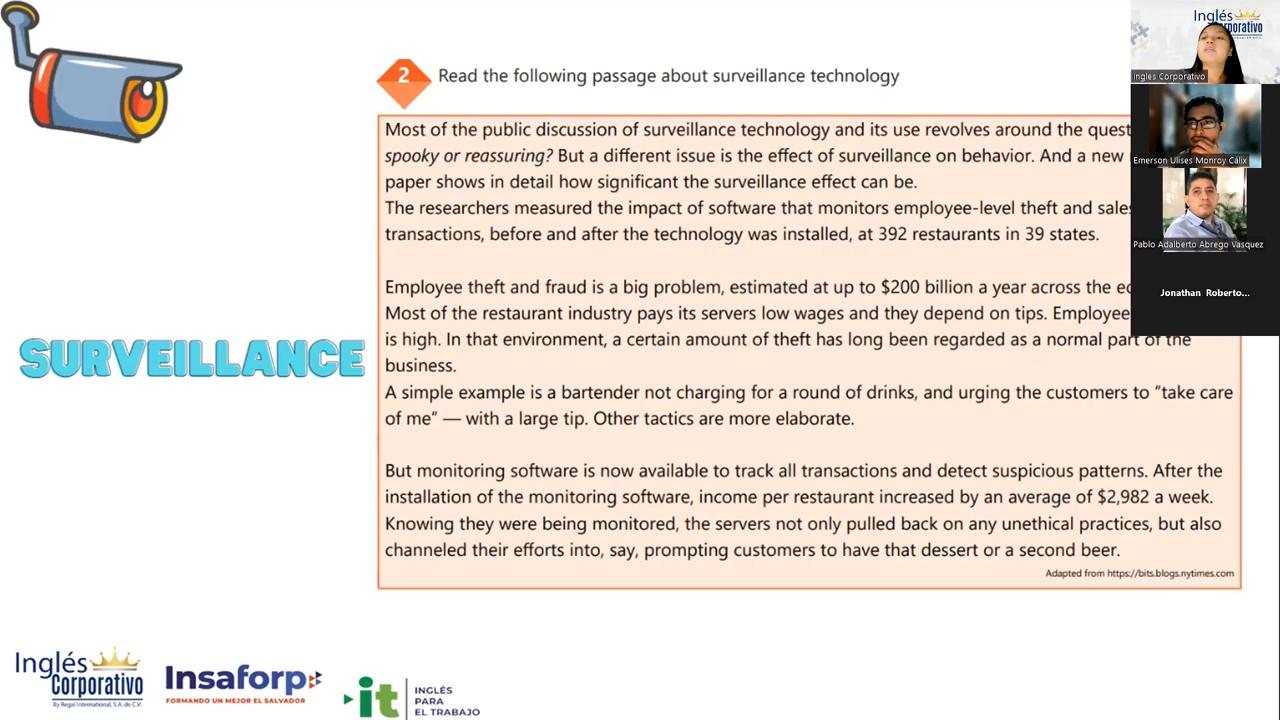 Inglés
Corporativo
2
Read the following passage about surveillance technology
Ingles Corporativo
Most of the public discussion of surveillance technology and its use revolves around the
spooky or reassuring? But a different issue is the effect of surveillance on behavior. And a new
paper shows in detail how significant the surveillance effect can be.
The researchers measured the impact of software that monitors employee-level theft and sales
transactions, before and after the technology was installed, at 392 restaurants in 39 states.
Emerson Ulises Monroy Cálix
Pablo Adalberto Abrego Vasquez
Jonathan Roberto...
Employee theft and fraud is a big problem, estimated at up to $200 billion a year across the
Most of the restaurant industry pays its servers low wages and they depend on tips. Employee
is high. In that environment, a certain amount of theft has long been regarded as a normal part of the
business.
A simple example is a bartender not charging for a round of drinks, and urging the customers to “take care
of me” — with a large tip. Other tactics are more elaborate.
SURVEILLANCE
But monitoring software is now available to track all transactions and detect suspicious patterns. After the
installation of the monitoring software, income per restaurant increased by an average of $2,982 a week.
Knowing they were being monitored, the servers not only pulled back on any unethical practices, but also
channeled their efforts into, say, prompting customers to have that dessert or a second beer.
Adapted from https://bits.blogs.nytimes.com
Inglés
Corporativo
By Regal International, S.A. de C.V.
Insaforp
FORMANDO UN MEJOR EL SALVADOR
it
INGLÉS
PARA
EL TRABAJO